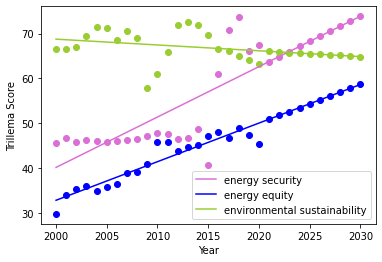 70
60
50
40
30
Trillema Score
2000
2005
2010
2015
2020
2025
2030
Year
energy security
energy equity
environmental sustainability